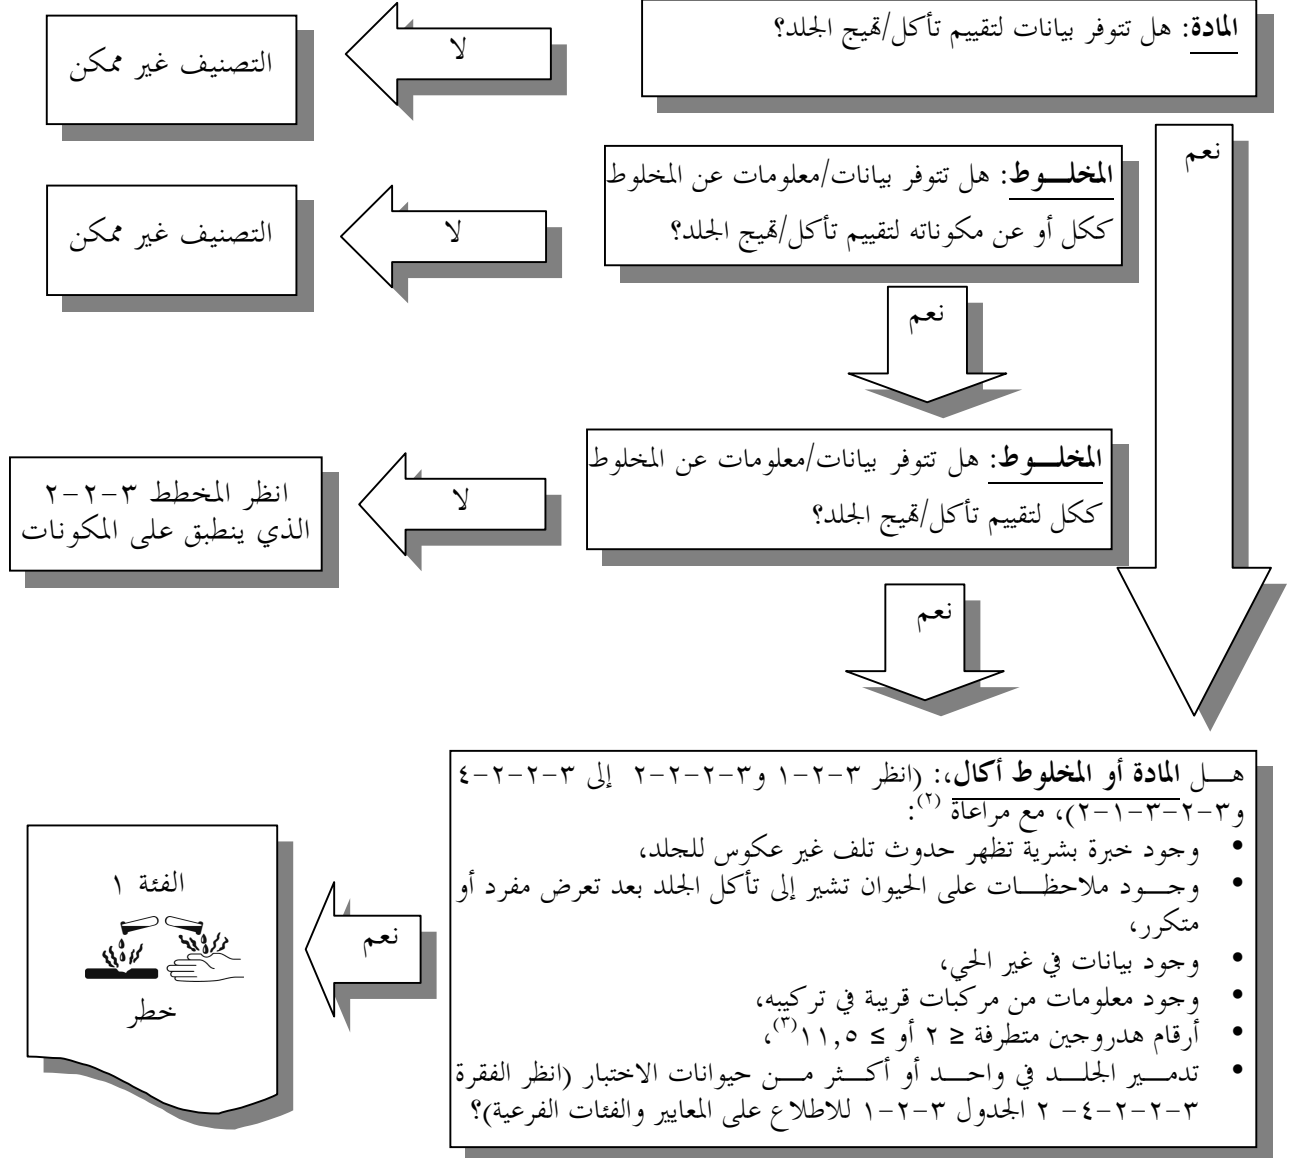 المادة: هل تتوفر بيانات لتقييم تأكل/تهيج الجلد؟
لا
التصنيف غير ممكن
نعم
المخلــوط: هل تتوفر بيانات/معلومات عن المخلوط
ككل أو عن مكوناته لتقييم تأكل/تهيج الجلد؟
لا
التصنيف غير ممكن
نعم
المخلــوط: هل تتوفر بيانات/معلومات عن المخلوط
ككل لتقييم تأكل/تهيج الجلد؟
لا
انظر المخطط ٣-٢-٢
الذي ينطبق على المكونات
نعم
هــل المادة أو المخلوط أكال،: (انظر ٣-٢-١ و٣-٢-٢-٢ إلى ٣-٢-٢-٤
و٣-٢-٣-١-٢)، مع مراعاة (٢):
• وجود خبرة بشرية تظهر حدوث تلف غير عكوس للجلد،
• وجــود ملاحظــات على الحيوان تشير إلى تأكل الجلد بعد تعرض مفرد أو
متكرر،
• وجود بيانات في غير الحي،
• وجود معلومات من مركبات قريبة في تركيبه،
• أرقام هدروجين متطرفة ≤ ٢ أو ≥ ١١,٥(٣)،
• تدمــير الجلــد في واحــد أو أكــثر مــن حيوانات الاختبار (انظر الفقرة
٣-٢-٢-٤- ٢ الجدول ٣-٢-١ للاطلاع على المعايير والفئات الفرعية)؟
نعم
الفئة ١
خطر